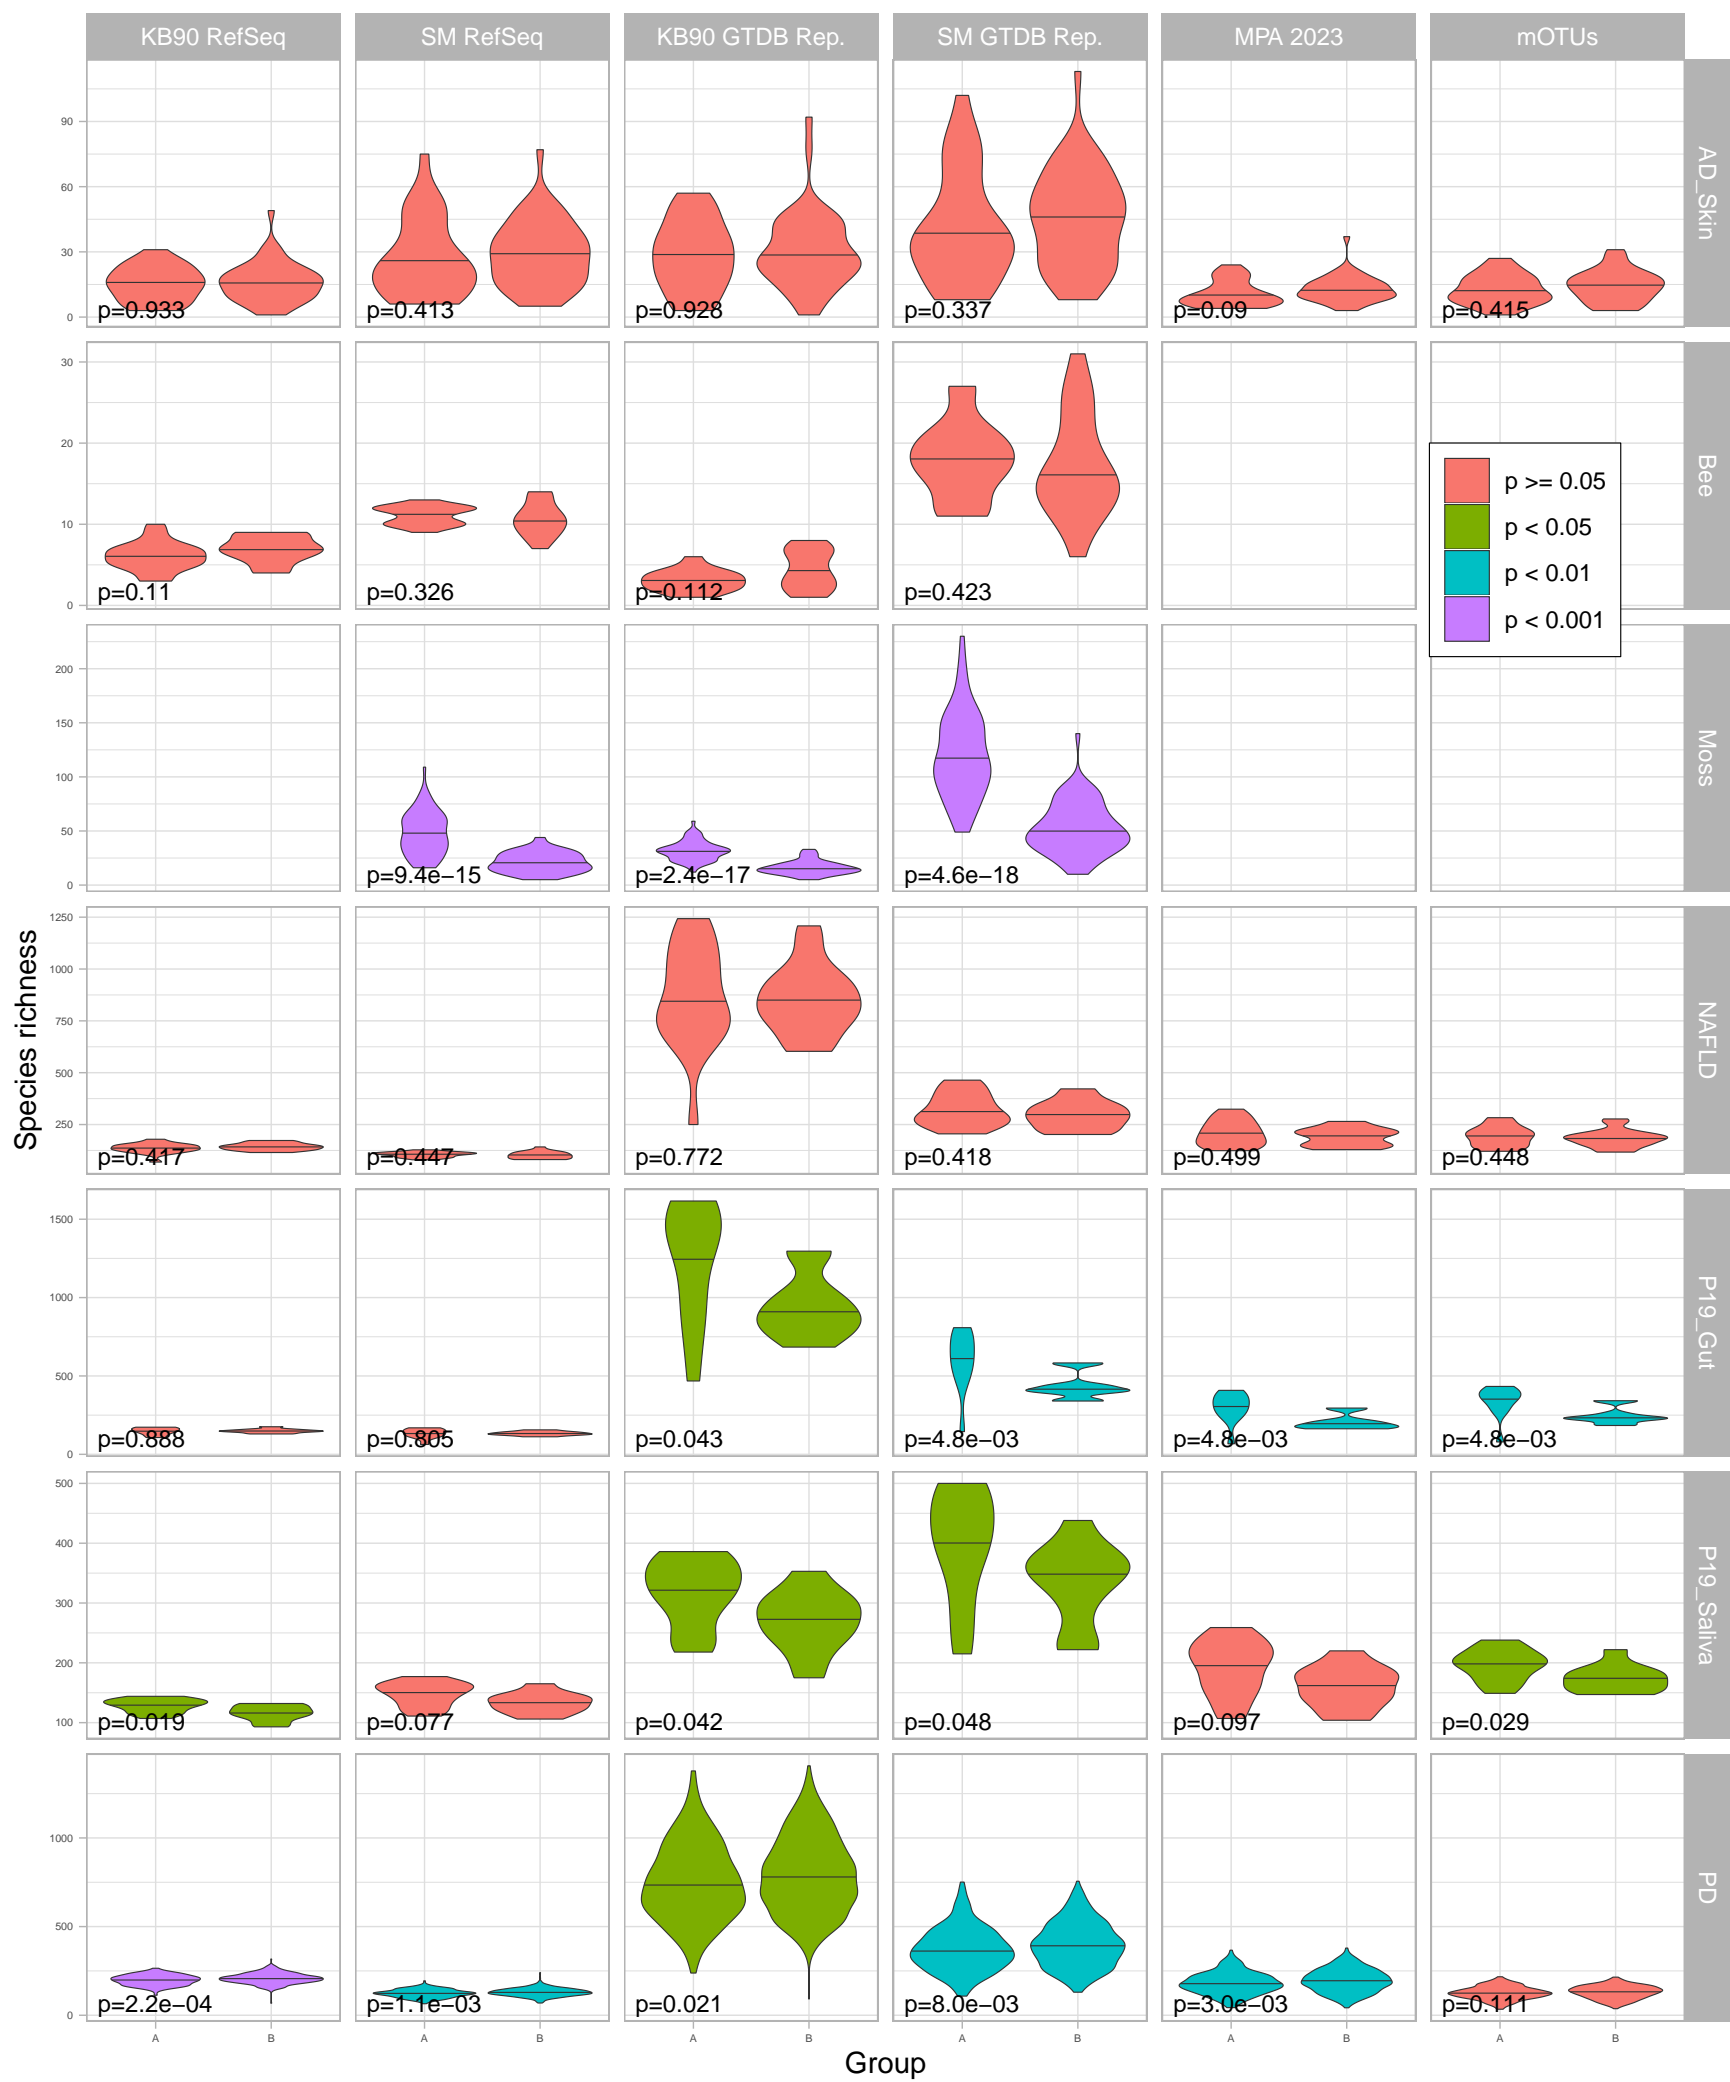 KB90 RefSeq
SM RefSeq
KB90 GTDB Rep.
SM GTDB Rep.
MPA 2023
mOTUs
90
60
30
0
p=0.933
p=0.413
p=0.928
p=0.337
p=0.09
p=0.415
AD_Skin
30
20
10
0
p=0.11
p=0.326
p=0.112
p=0.423
Bee
p >= 0.05
p < 0.05
p < 0.01
p < 0.001
200
150
100
50
0
p=9.4e−15
p=2.4e−17
p=4.6e−18
Moss
Species richness
1250
1000
750
500
250
p=0.417
p=0.447
p=0.772
p=0.418
p=0.499
p=0.448
NAFLD
1500
1000
500
0
p=0.888
p=0.805
p=0.043
p=4.8e−03
p=4.8e−03
p=4.8e−03
P19_Gut
500
400
300
200
100
p=0.019
p=0.077
p=0.042
p=0.048
p=0.097
p=0.029
P19_Saliva
1000
500
0
p=2.2e−04
p=1.1e−03
p=0.021
p=8.0e−03
p=3.0e−03
p=0.111
PD
A
B
A
B
A
B
A
B
A
B
A
B
Group